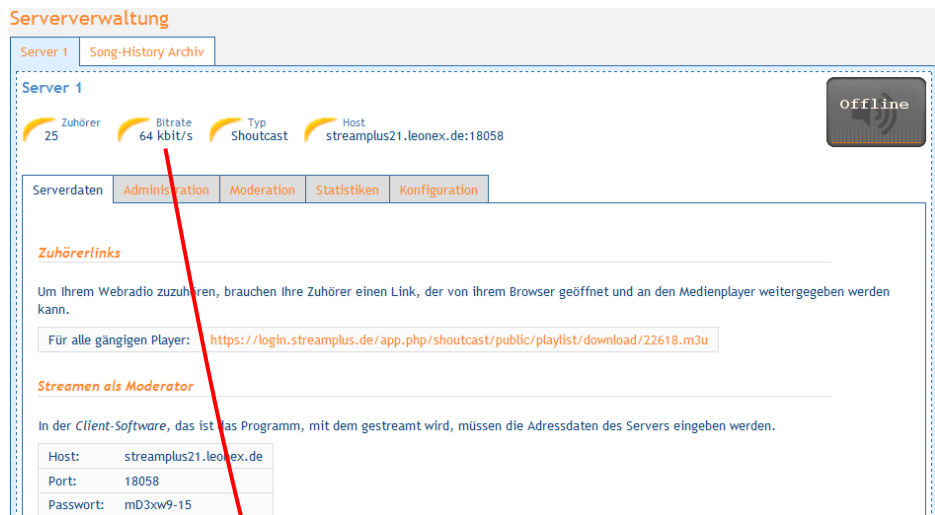 Serververwaltung
Server 1 Song-History Archiv
Server 1
Offline
Zuhörer Bitrate Typ Host
25 64 kbit/s Shoutcast streamplus21.leonex.de:18058
Serverdaten Administration Moderation Statistiken Konfiguration
Zuhörerlinks
Um Ihrem Webradio zuzuhören, brauchen Ihre Zuhörer einen Link, der von ihrem Browser geöffnet und an den Medienplayer weitergegeben werden
kann.
Für alle gängigen Player: https://login.streamplus.de/app.php/shoutcast/public/playlist/download/22618.m3u
Streamen als Moderator
In der Client-Software, das ist das Programm, mit dem gestreamt wird, müssen die Adressdaten des Servers eingeben werden.
Host: streamplus21.leonex.de
Port: 18058
Passwort: mD3xw9-15